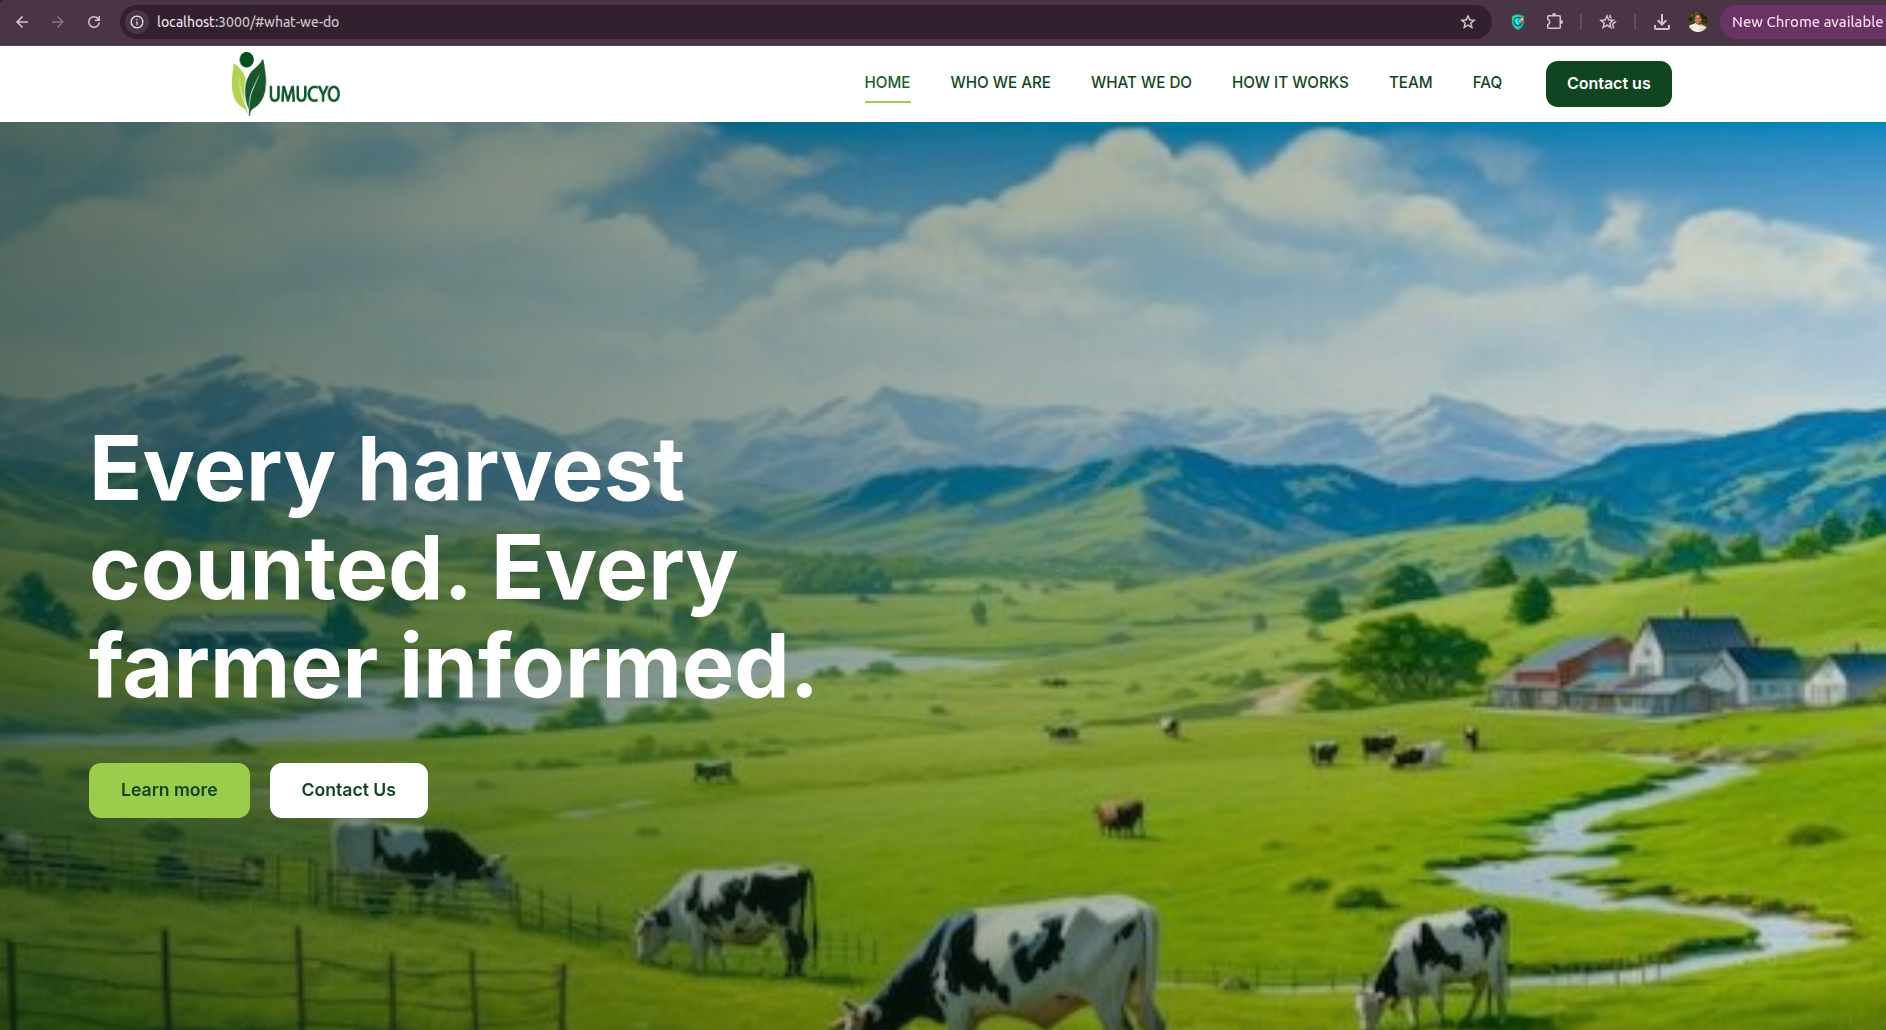 localhost:3000/#what-we-do
New Chrome available
UMUCYO
HOME WHO WE ARE WHAT WE DO HOW IT WORKS TEAM FAQ Contact us
Every harvest
counted. Every
farmer informed.
Learn more Contact Us